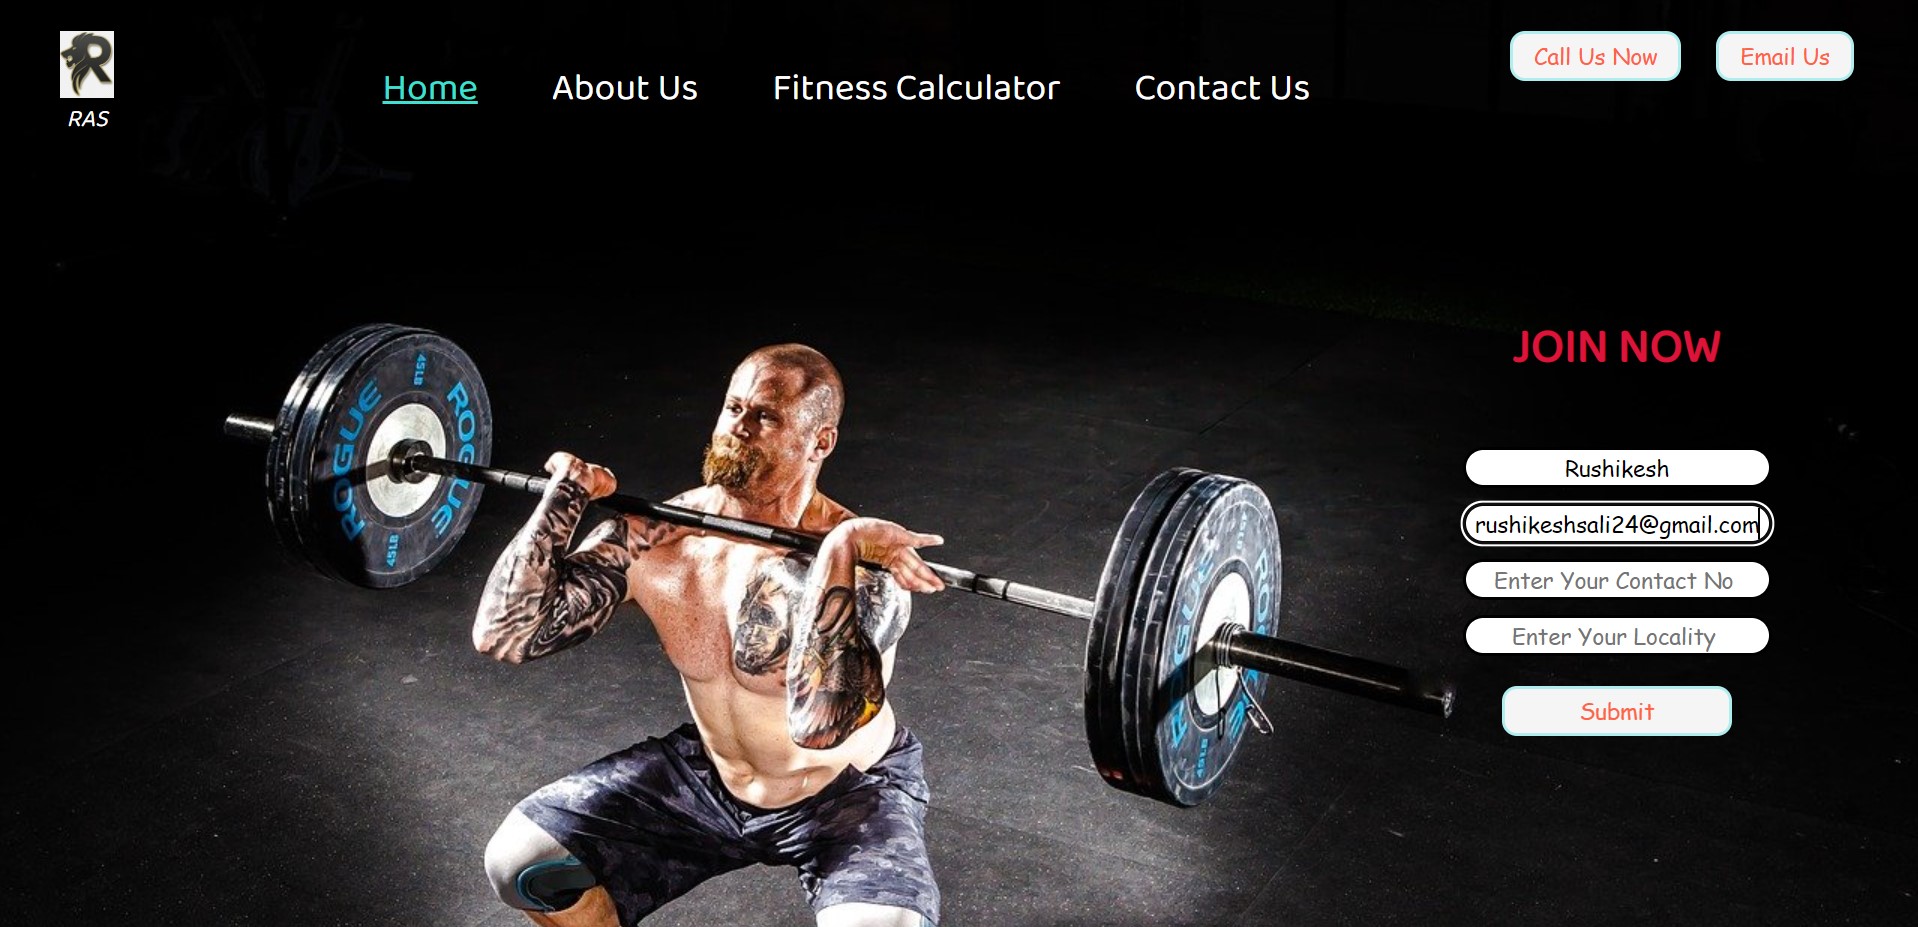 RAS
Home About Us Fitness Calculator Contact Us
Call Us Now Email Us
JOIN NOW
Rushikesh
rushikeshsali24@gmail.com
Enter Your Contact No
Enter Your Locality
Submit
ROGUE
45LB
ROGUE
45LB
ROGUE
45LB